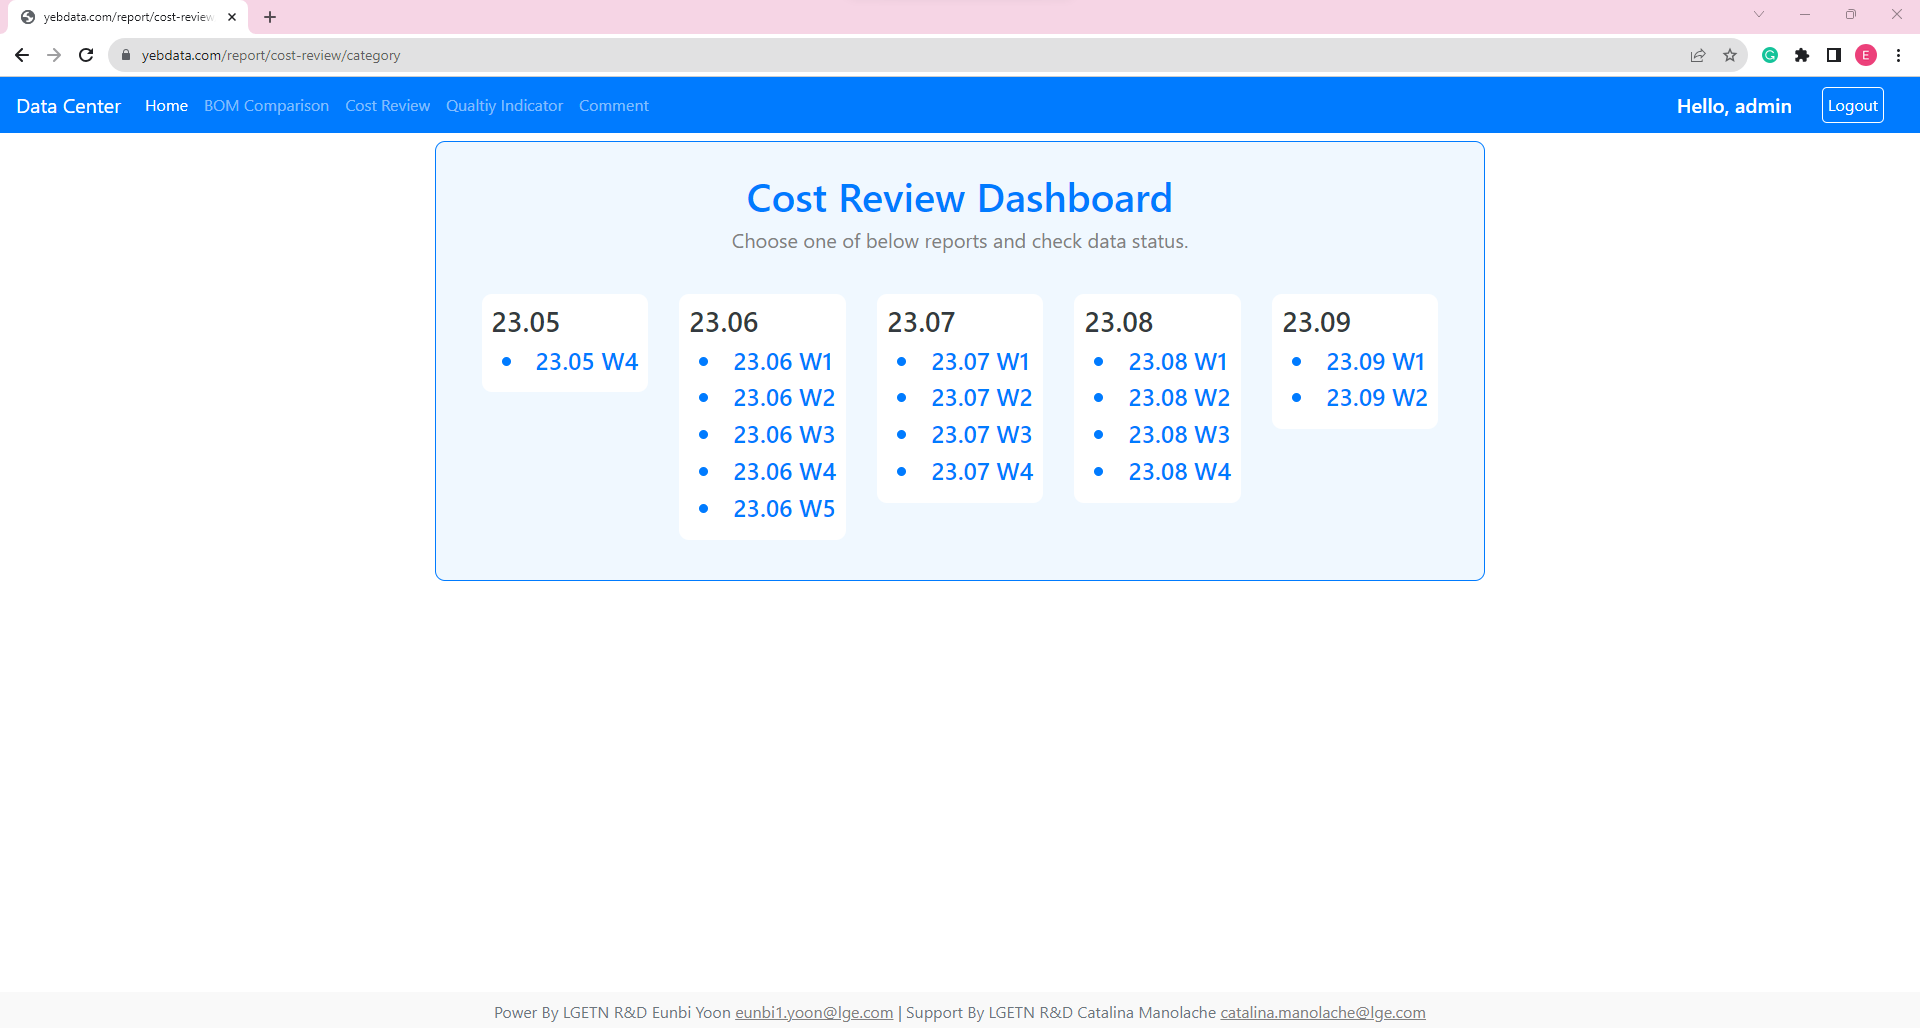 yebdata.com/report/cost-review
yebdata.com/report/cost-review/category
E
Data Center Home BOM Comparison Cost Review Qualtiy Indicator Comment Hello, admin Logout
Cost Review Dashboard
Choose one of below reports and check data status.
23.05
23.05 W4
23.06
23.06 W1
23.06 W2
23.06 W3
23.06 W4
23.06 W5
23.07
23.07 W1
23.07 W2
23.07 W3
23.07 W4
23.08
23.08 W1
23.08 W2
23.08 W3
23.08 W4
23.09
23.09 W1
23.09 W2
Power By LGETN R&D Eunbi Yoon eunbi1.yoon@lge.com | Support By LGETN R&D Catalina Manolache catalina.manolache@lge.com